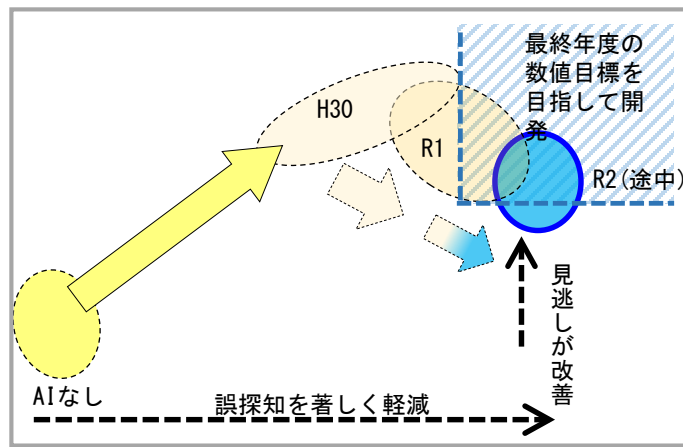 最終年度の
数値目標を
目指して開
発
H30
R1
R2(途中)
AIなし
誤探知を著しく軽減
見逃しが改善